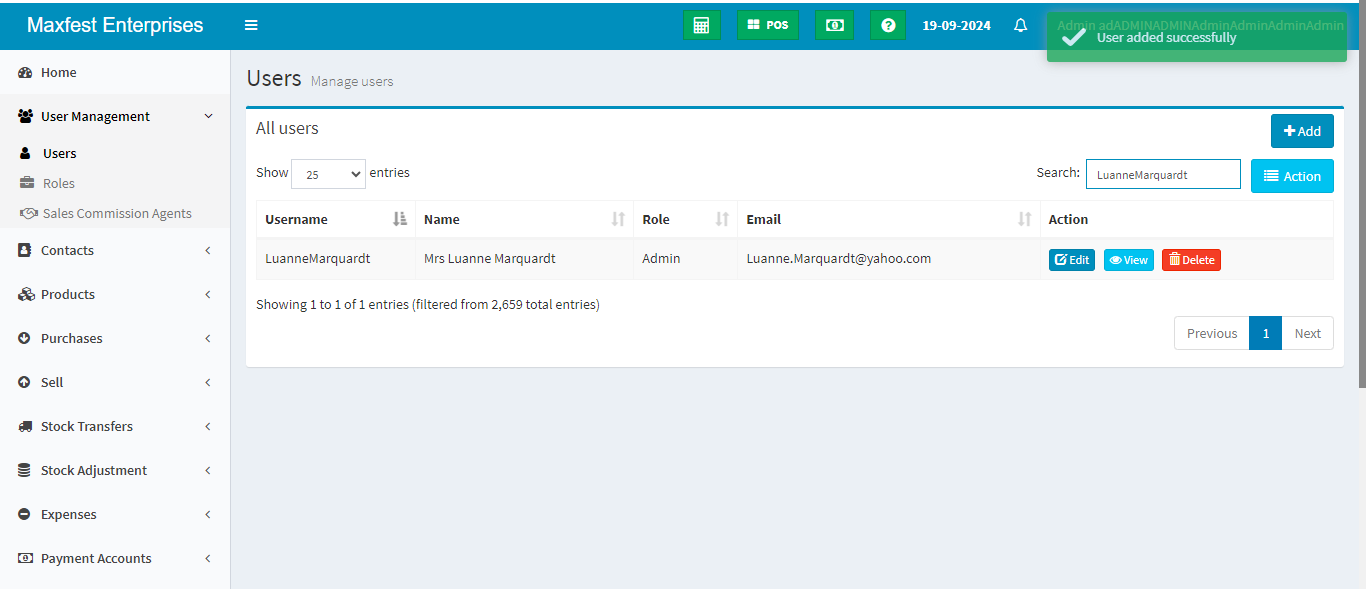 Maxfest Enterprises
POS
19-09-2024
Admin adADMINADMINAdminAdminAdminAdmin
User added successfully
Home
User Management
Users
Roles
Sales Commission Agents
Contacts
Products
Purchases
Sell
Stock Transfers
Stock Adjustment
Expenses
Payment Accounts
Users Manage users
All users
Add
Show 25 entries
Search: LuanneMarquardt
Action
Username Name Role Email Action
LuanneMarquardt Mrs Luanne Marquardt Admin Luanne.Marquardt@yahoo.com Edit View Delete
Showing 1 to 1 of 1 entries (filtered from 2,659 total entries)
Previous 1 Next